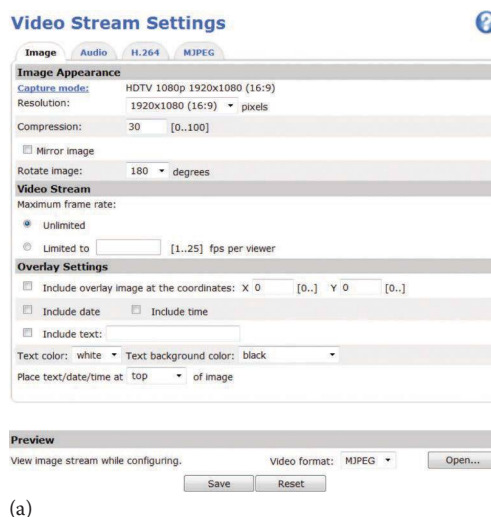 Video Stream Settings
?
Image Audio H.264 MJPEG
Image Appearance
Capture mode: HDTV 1080p 1920x1080 (16:9)
Resolution: 1920x1080 (16:9) pixels
Compression: 30 [0..100]
Mirror image
Rotate image: 180 degrees
Video Stream
Maximum frame rate:
Unlimited
Limited to [1..25] fps per viewer
Overlay Settings
Include overlay image at the coordinates: X 0 [0..] Y 0 [0..]
Include date Include time
Include text:
Text color: white Text background color: black
Place text/date/time at top of image
Preview
View image stream while configuring. Video format: MJPEG Open...
Save Reset
(a)